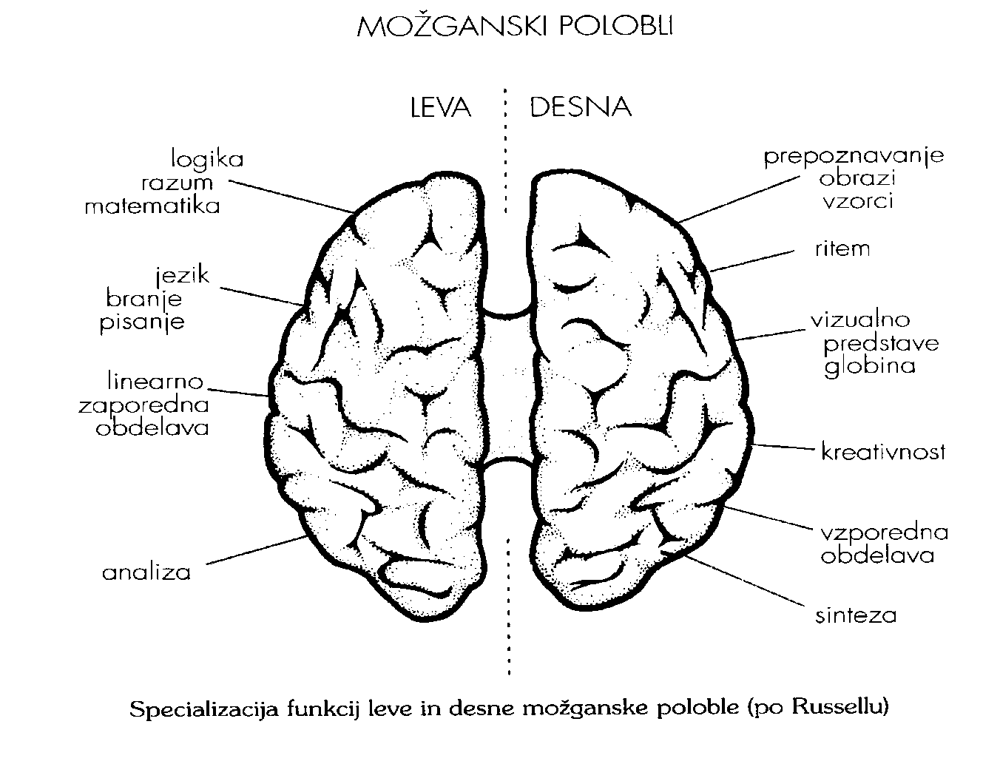 MOŽGANSKI POLOBLI
LEVA
DESNA
logika
razum
matematika
jezik
branje
pisanje
linearno
zaporedna
obdelava
analiza
prepoznavanje
obrazi
vzorci
ritem
vizualno
predstave
globina
kreativnost
vzporedna
obdelava
sinteza
Specializacija funkcij leve in desne možganske poloble (po Russellu)